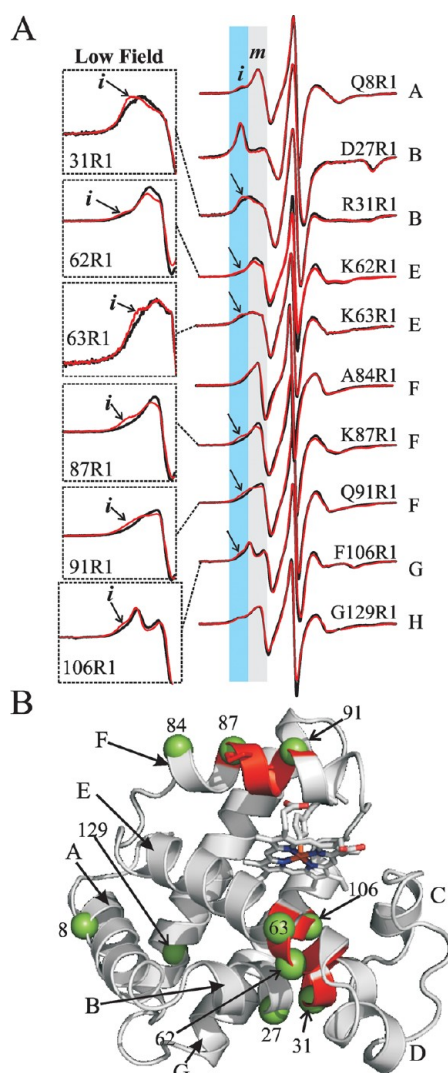 A
Low Field
i
31R1
i
62R1
i
63R1
i
87R1
i
91R1
i
106R1
i m
Q8R1 A
D27R1 B
R31R1 B
K62R1 E
K63R1 E
A84R1 F
K87R1 F
Q91R1 F
F106R1 G
G129R1 H
B
84 87 91
F
E
129
A
106
8 63 C
B
62 27 31 D
G